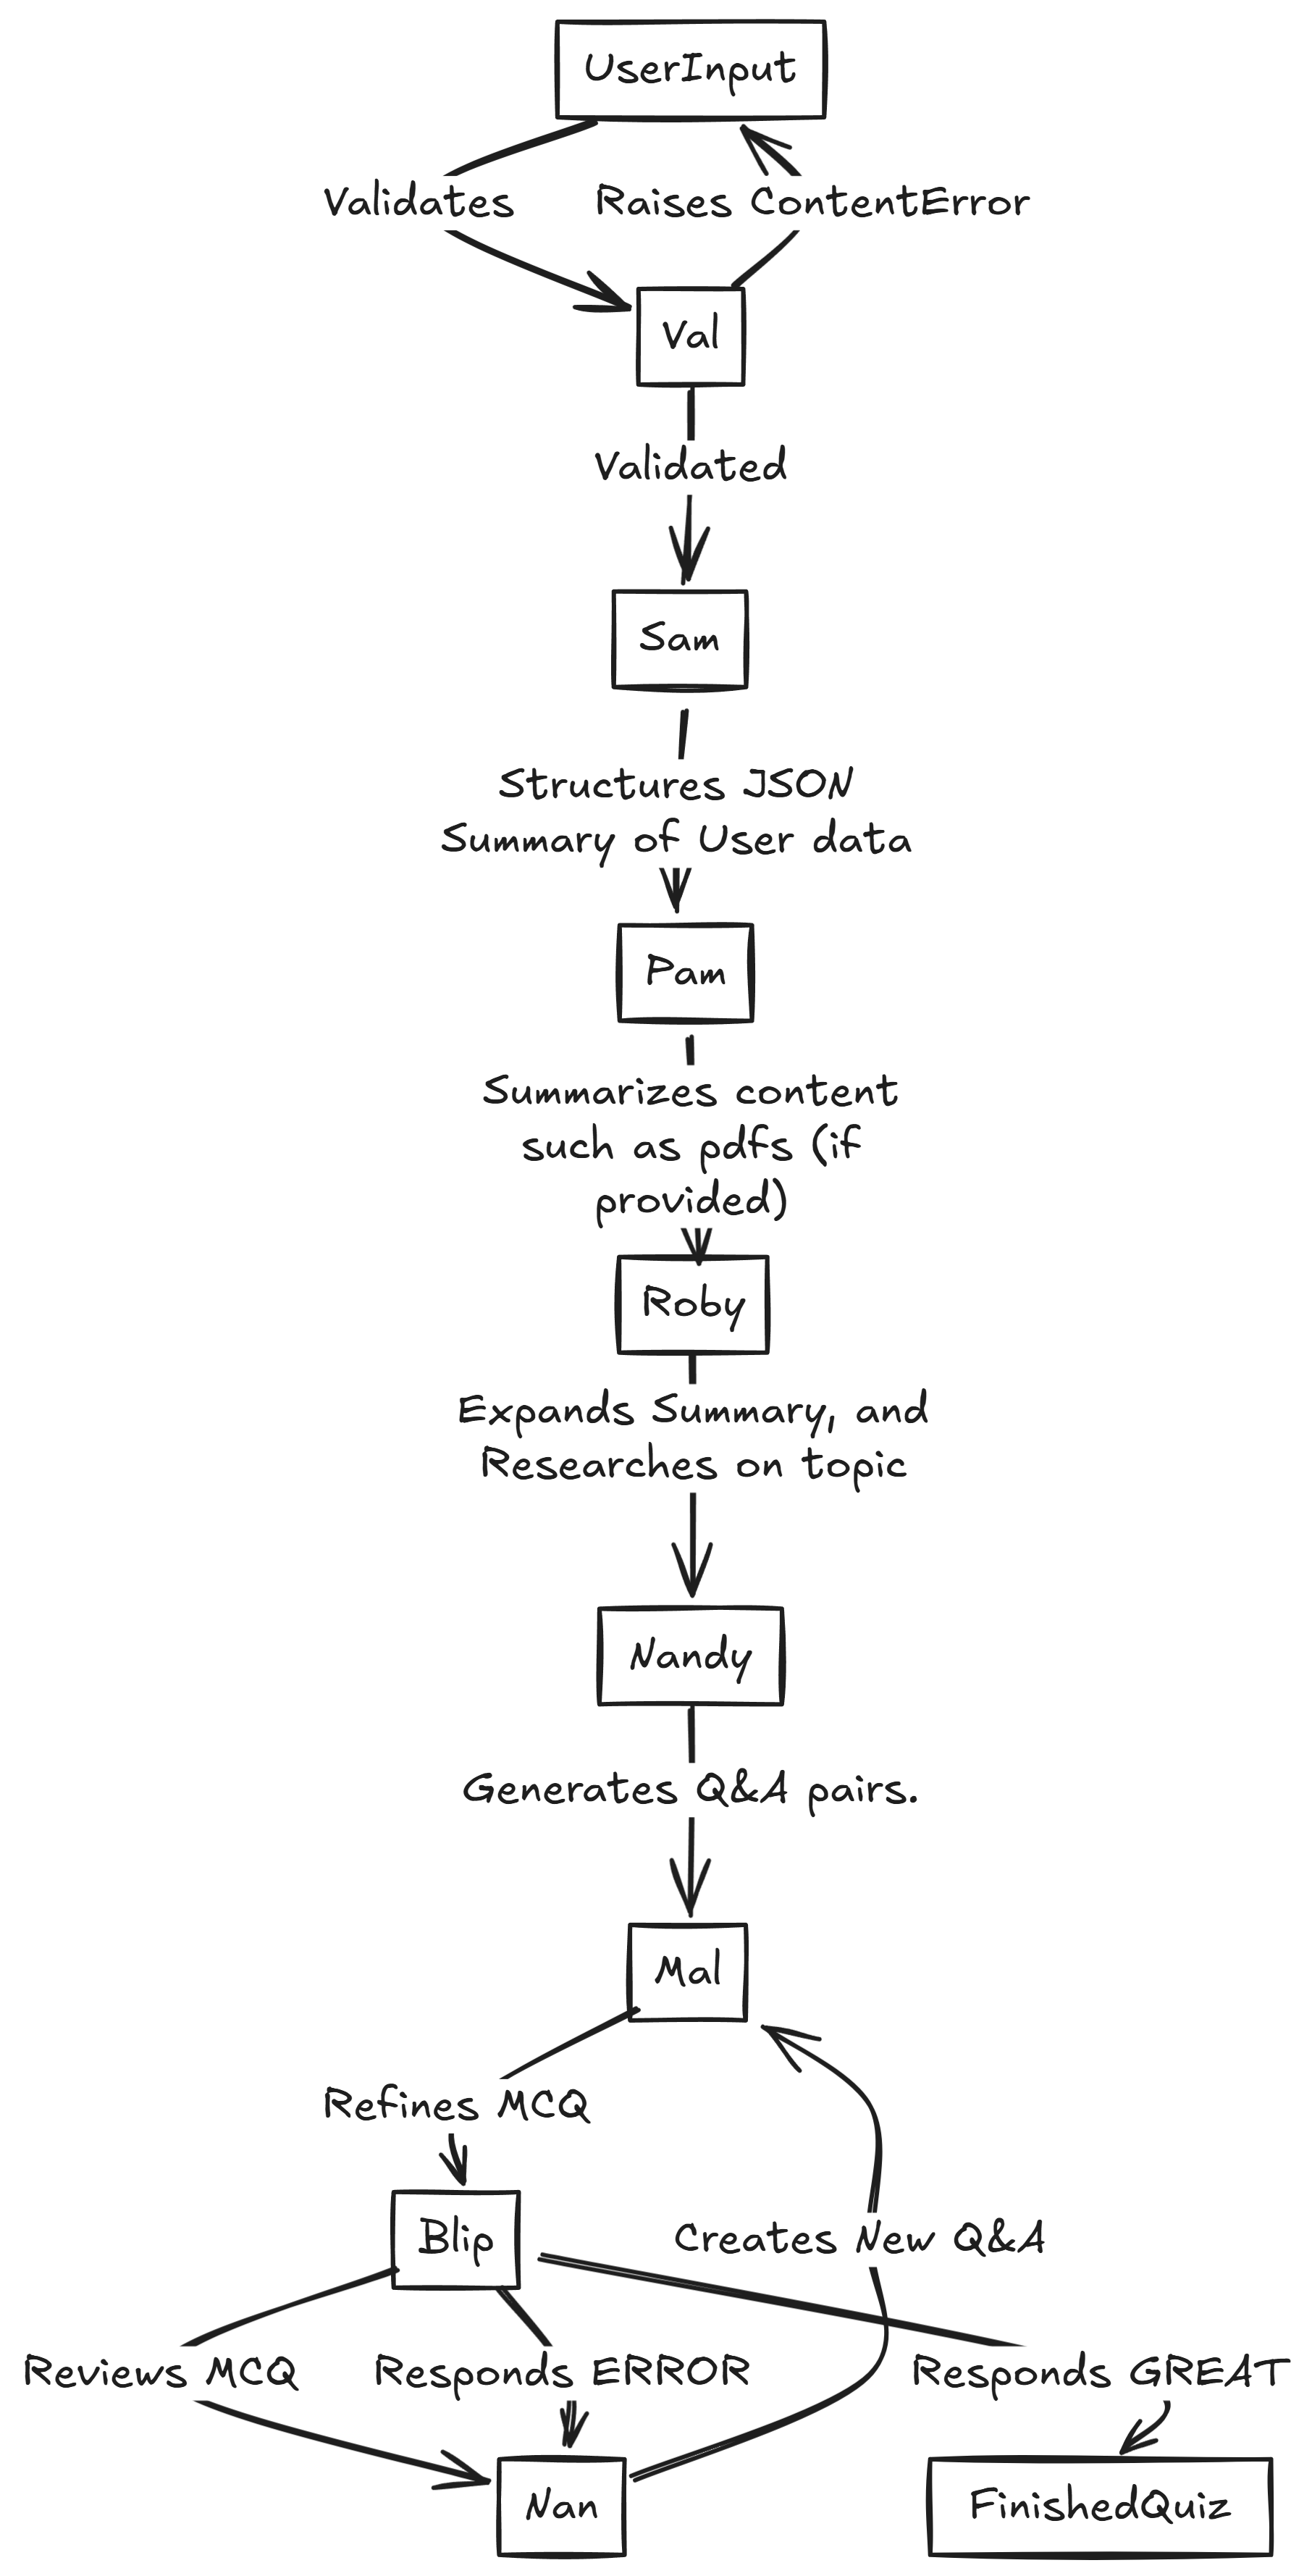 UserInput
Validates
Raises ContentError
Val
Validated
Sam
Structures JSON
Summary of User data
Pam
Summarizes content
such as pdfs (if
provided)
Roby
Expands Summary, and
Researches on topic
Nandy
Generates Q&A pairs.
Mal
Refines MCQ
Blip
Creates New Q&A
Reviews MCQ
Responds ERROR
Responds GREAT
Nan
FinishedQuiz